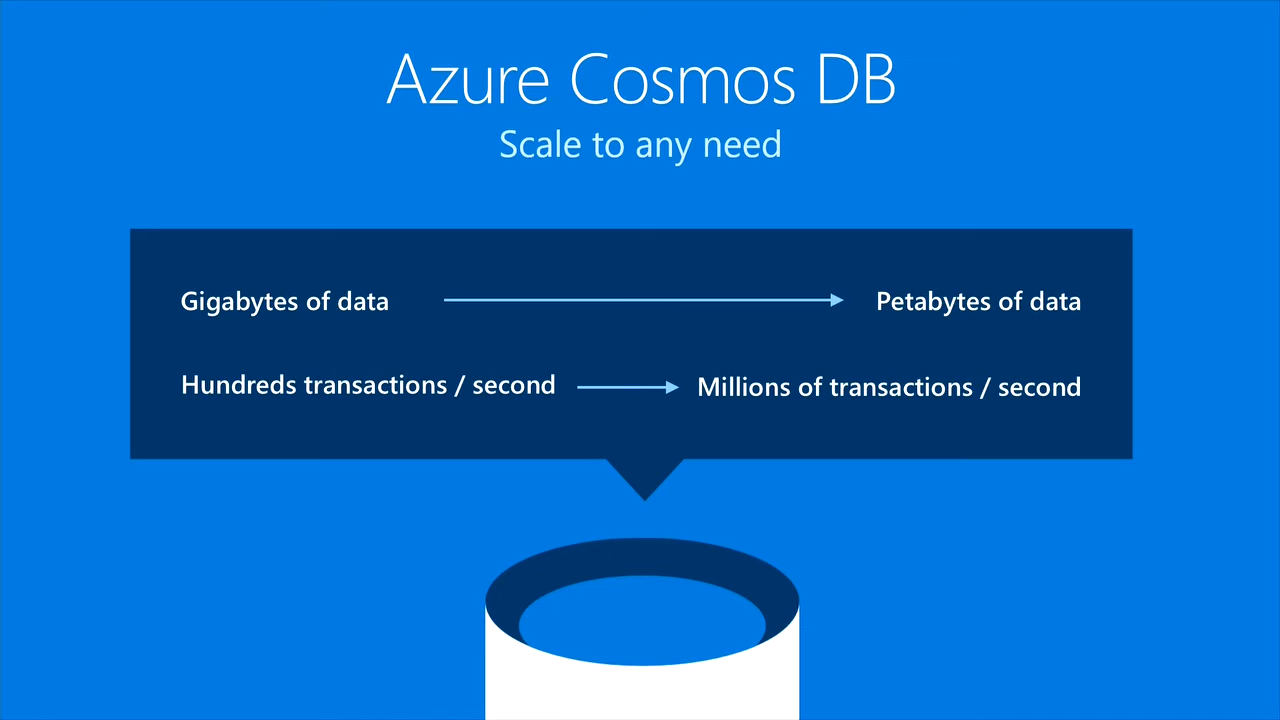 Azure Cosmos DB
Scale to any need
Gigabytes of data
Petabytes of data
Hundreds transactions / second
Millions of transactions / second